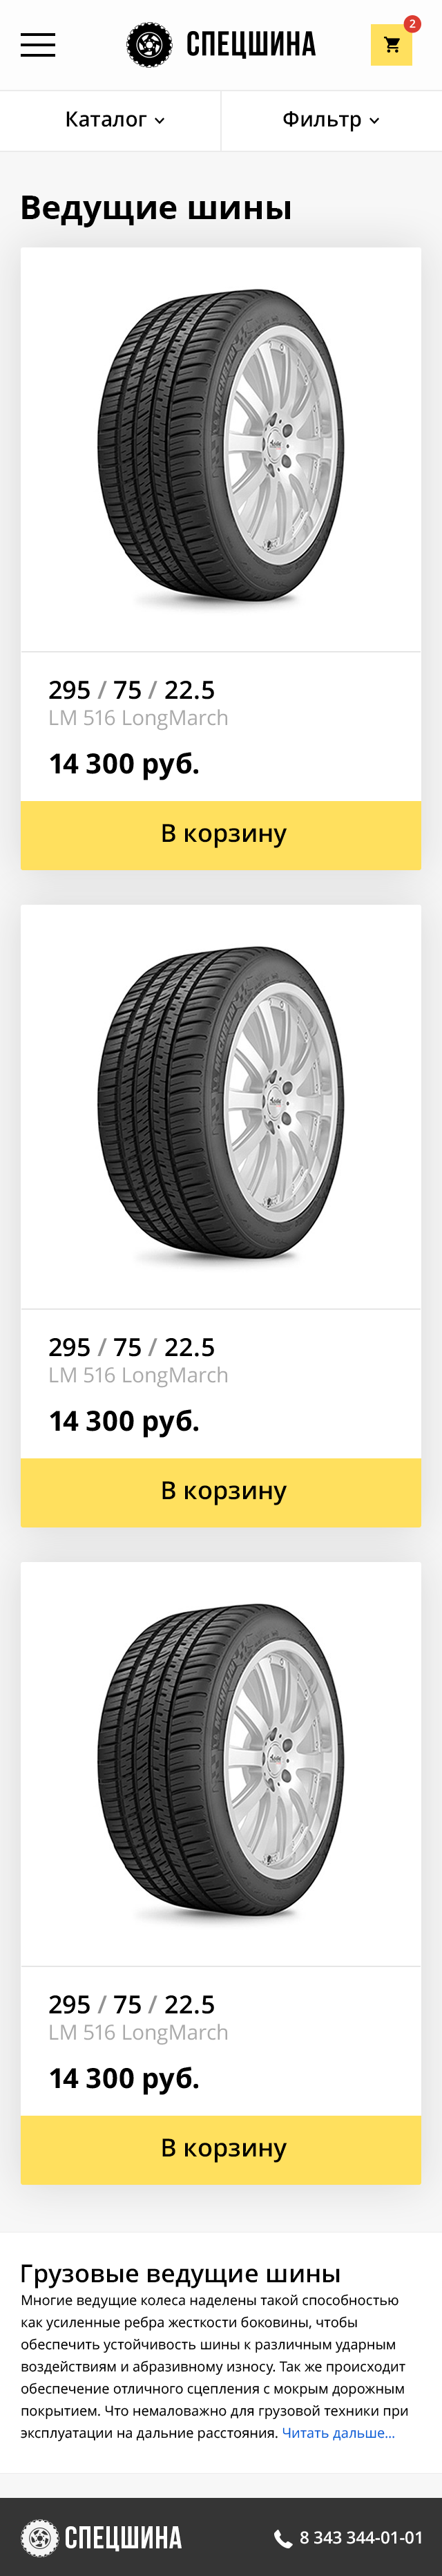 СПЕЦШИНА
2
Каталог
Фильтр
Ведущие шины
MICHELIN
295 / 75 / 22.5
LM 516 LongMarch
14 300 руб.
В корзину
MICHELIN
295 / 75 / 22.5
LM 516 LongMarch
14 300 руб.
В корзину
MICHELIN
295 / 75 / 22.5
LM 516 LongMarch
14 300 руб.
В корзину
Грузовые ведущие шины
Многие ведущие колеса наделены такой способностью
как усиленные ребра жесткости боковины, чтобы
обеспечить устойчивость шины к различным ударным
воздействиям и абразивному износу. Так же происходит
обеспечение отличного сцепления с мокрым дорожным
покрытием. Что немаловажно для грузовой техники при
эксплуатации на дальние расстояния. Читать дальше...
СПЕЦШИНА
8 343 344-01-01